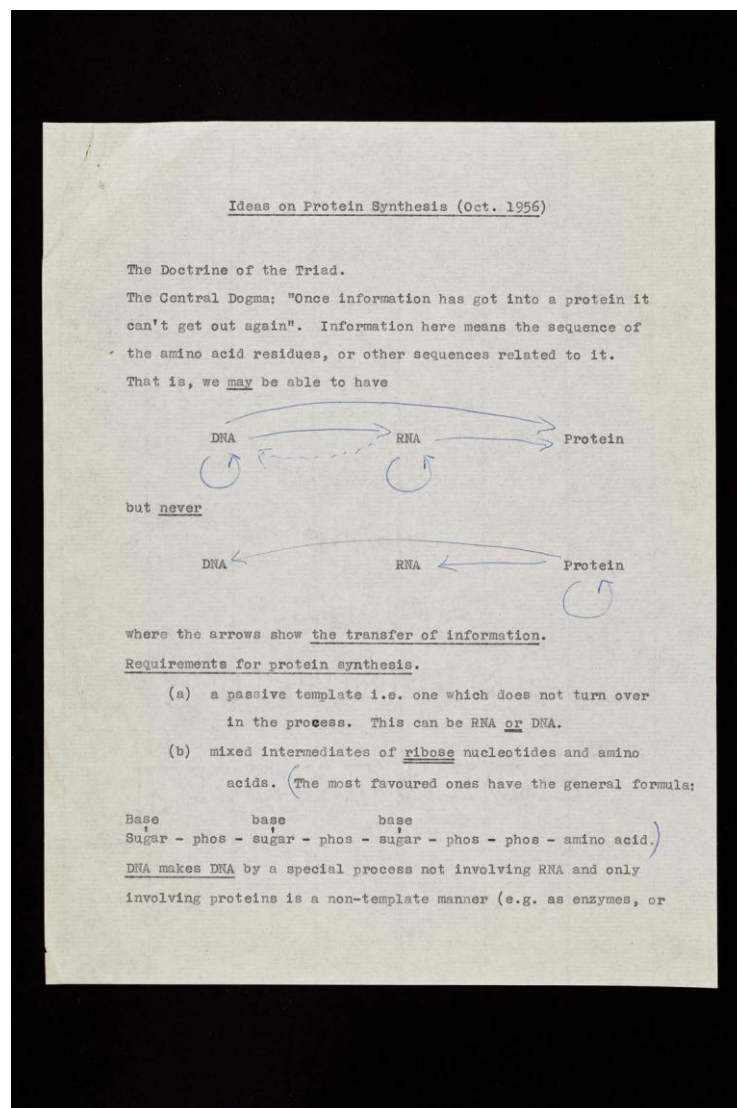 Ideas on Protein Synthesis (Oct. 1956)
The Doctrine of the Triad.
The Central Dogma: "Once information has got into a protein it
can't get out again". Information here means the sequence of
the amino acid residues, or other sequences related to it.
That is, we may be able to have
DNA RNA Protein
but never
DNA RNA Protein
where the arrows show the transfer of information.
Requirements for protein synthesis.
(a) a passive template i.e. one which does not turn over
in the process. This can be RNA or DNA.
(b) mixed intermediates of ribose nucleotides and amino
acids. (The most favoured ones have the general formula:
Base base base
Sugar - phos - sugar - phos - sugar - phos - phos - amino acid.)
DNA makes DNA by a special process not involving RNA and only
involving proteins is a non-template manner (e.g. as enzymes, or